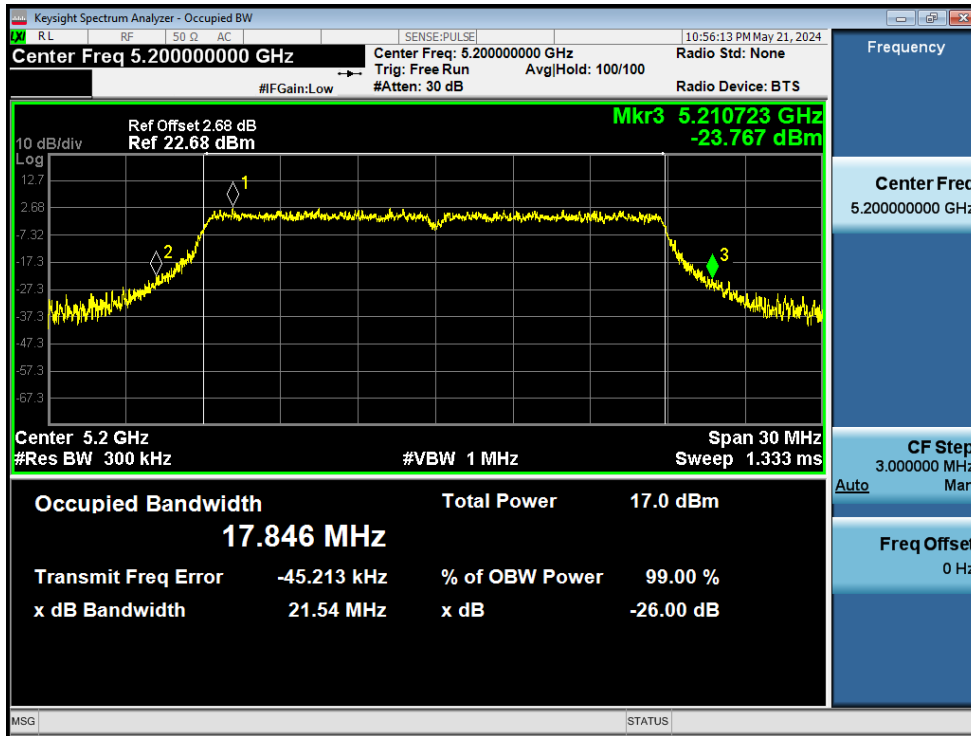 Keysight Spectrum Analyzer - Occupied BW
LXI RL RF 50 Ω AC SENSE:PULSE 10:56:13 PM May 21, 2024
Center Freq 5.200000000 GHz
Center Freq: 5.200000000 GHz Radio Std: None
Trig: Free Run Avg|Hold: 100/100
#IFGain:Low #Atten: 30 dB Radio Device: BTS
Mkr3 5.210723 GHz
-23.767 dBm
Ref Offset 2.68 dB
10 dB/div Ref 22.68 dBm
Log
12.7
2.68
-7.32
-17.3
-27.3
-37.3
-47.3
-57.3
-67.3
1
2
3
Center 5.2 GHz Span 30 MHz
#Res BW 300 kHz #VBW 1 MHz Sweep 1.333 ms
Occupied Bandwidth Total Power 17.0 dBm
17.846 MHz
Transmit Freq Error -45.213 kHz % of OBW Power 99.00 %
x dB Bandwidth 21.54 MHz x dB -26.00 dB
MSG STATUS
Frequency
Center Freq
5.200000000 GHz
CF Step
3.000000 MHz
Auto Man
Freq Offset
0 Hz